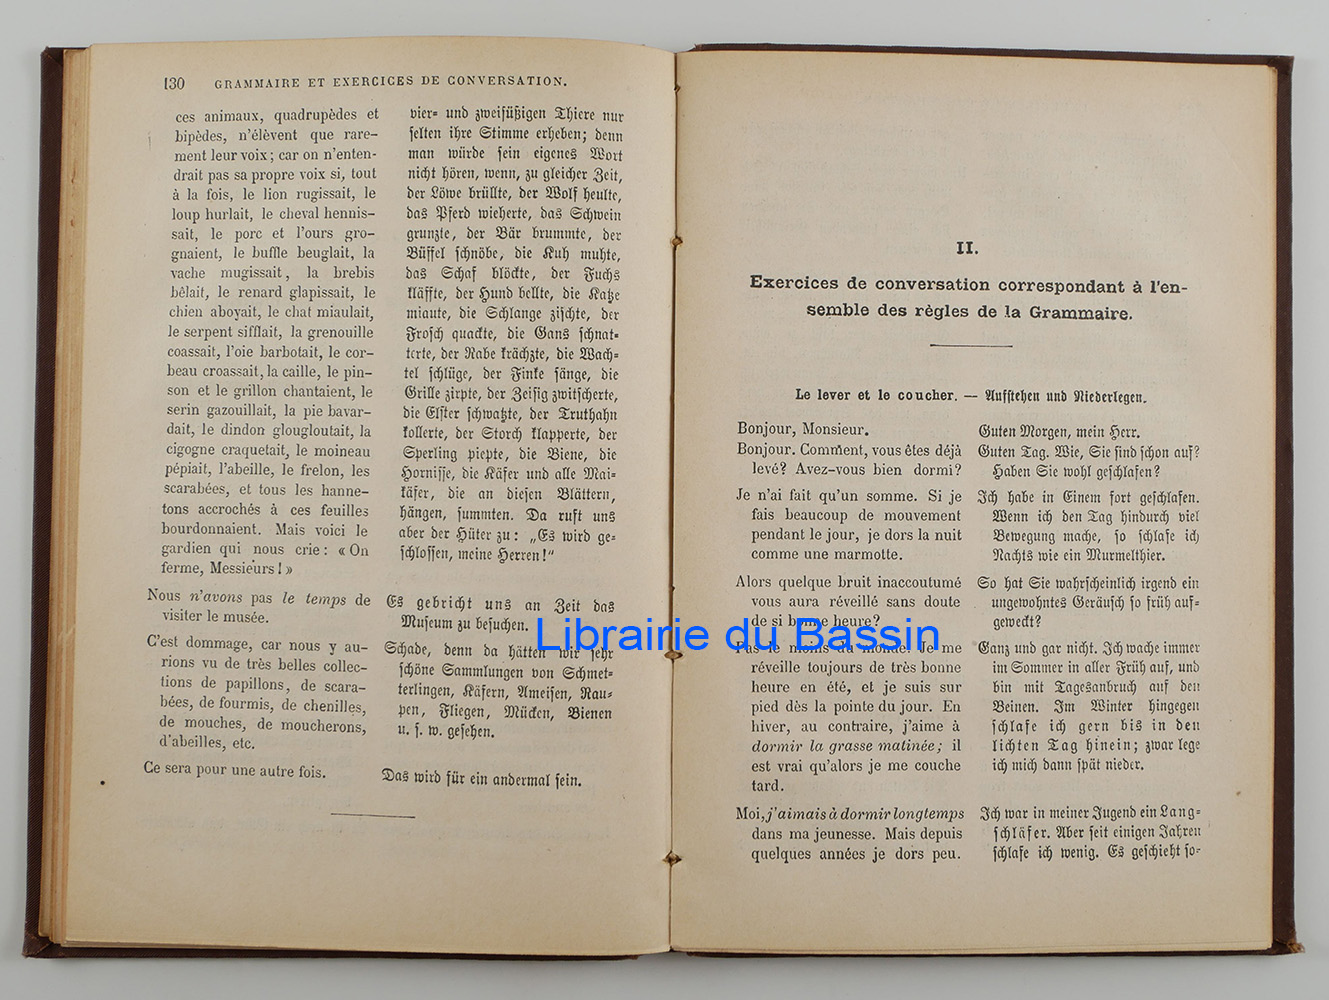 130 GRAMMAIRE ET EXERCICES DE CONVERSATION.
ces animaux, quadrupèdes et
bipèdes, n'élèvent que rare-
ment leur voix; car on n'enten-
drait pas sa propre voix si, tout
à la fois, le lion rugissait, le
loup hurlait, le cheval hennis-
sait, le porc et l'ours gro-
gnaient, le buffle beuglait, la
vache mugissait, la brebis
bêlait, le renard glapissait, le
chien aboyait, le chat miaulait,
le serpent sifflait, la grenouille
coassait, l'oie barbotait, le cor-
beau croassait, la caille, le pin-
son et le grillon chantaient, le
serin gazouillait, la pie bavar-
dait, le dindon glougloutait, la
cigogne craquetait, le moineau
pépiait, l'abeille, le frelon, les
scarabées, et tous les hanne-
tons accrochés à ces feuilles
bourdonnaient. Mais voici le
gardien qui nous crie: « On
ferme, Messieurs! »
Nous n'avons pas le temps de
visiter le musée.
C'est dommage, car nous y au-
rions vu de très belles collec-
tions de papillons, de scara-
bées, de fourmis, de chenilles,
de mouches, de moucherons,
d'abeilles, etc.
Ce sera pour une autre fois.
vier- und zweifüßigen Thiere nur
selten ihre Stimme erheben; denn
man würde sein eigenes Wort
nicht hören, wenn, zu gleicher Zeit,
der Löwe brüllte, der Wolf heulte,
das Pferd wieherte, das Schwein
grunzte, der Bär brummte, der
Büffel schnöbe, die Kuh muhte,
das Schaf blöckte, der Fuchs
kläffte, der Hund bellte, die Katze
miaute, die Schlange zischte, der
Frosch quackte, die Gans schnat-
terte, der Rabe krächzte, die Wach-
tel schlüge, der Finke sänge, die
Grille zirpte, der Zeisig zwitscherte,
die Elster schwatzte, der Truthahn
kollerte, der Storch klapperte, der
Sperling piepte, die Biene, die
Hornisse, die Käfer und alle Mai-
käfer, die an diesen Blättern,
hängen, summten. Da ruft uns
aber der Hüter zu: „Es wird ge-
schlossen, meine Herren!"
Es gebricht uns an Zeit das
Museum zu besuchen.
Schade, denn da hätten wir sehr
schöne Sammlungen von Schmet-
terlingen, Käfern, Ameisen, Rau-
pen, Fliegen, Mücken, Bienen
u. s. w. gesehen.
Das wird für ein andermal sein.
II.
Exercices de conversation correspondant à l'en-
semble des règles de la Grammaire.
Le lever et le coucher. — Aufstehen und Niederlegen.
Bonjour, Monsieur.
Bonjour. Comment, vous êtes déjà
levé? Avez-vous bien dormi?
Je n'ai fait qu'un somme. Si je
fais beaucoup de mouvement
pendant le jour, je dors la nuit
comme une marmotte.
Alors quelque bruit inaccoutumé
vous aura réveillé sans doute
de si bonne heure?
Pas le moins du monde. Je me
réveille toujours de très bonne
heure en été, et je suis sur
pied dès la pointe du jour. En
hiver, au contraire, j'aime à
dormir la grasse matinée; il
est vrai qu'alors je me couche
tard.
Moi, j'aimais à dormir longtemps
dans ma jeunesse. Mais depuis
quelques années je dors peu.
Guten Morgen, mein Herr.
Guten Tag. Wie, Sie sind schon auf?
Haben Sie wohl geschlafen?
Ich habe in Einem fort geschlafen.
Wenn ich den Tag hindurch viel
Bewegung mache, so schlafe ich
Nachts wie ein Murmelthier.
So hat Sie wahrscheinlich irgend ein
ungewohntes Geräusch so früh auf-
geweckt?
Ganz und gar nicht. Ich wache immer
im Sommer in aller Früh auf, und
bin mit Tagesanbruch auf den
Beinen. Im Winter hingegen
schlafe ich gern bis in den
lichten Tag hinein; zwar lege
ich mich dann spät nieder.
Ich war in meiner Jugend ein Lang-
schläfer. Aber seit einigen Jahren
schlafe ich wenig. Es geschieht so-
Librairie du Bassin